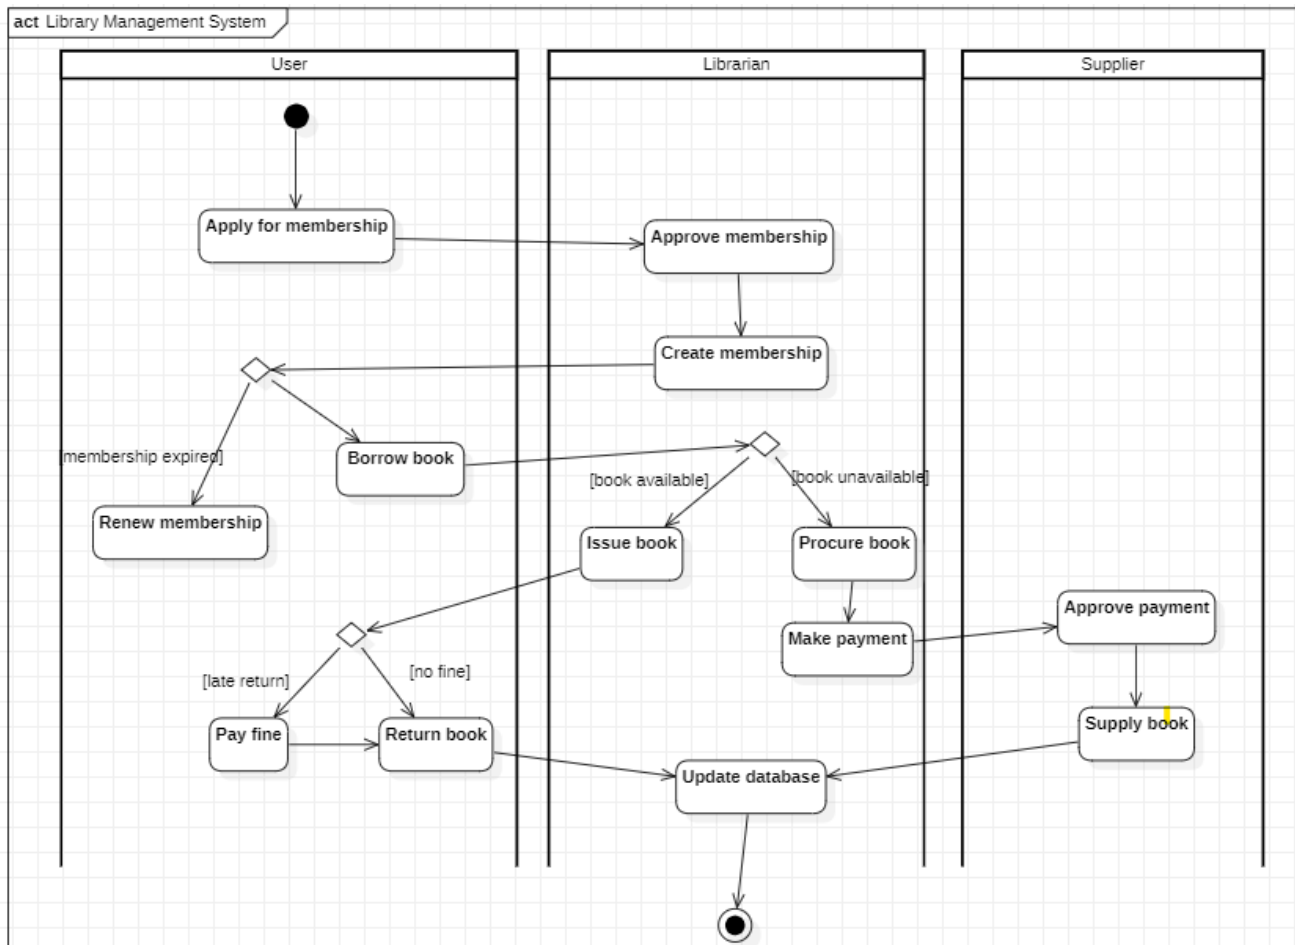 act Library Management System
User
Librarian
Supplier
Apply for membership
Approve membership
Create membership
[membership expired]
Borrow book
[book available]
[book unavailable]
Renew membership
Issue book
Procure book
Approve payment
Make payment
[late return]
[no fine]
Pay fine
Return book
Supply book
Update database